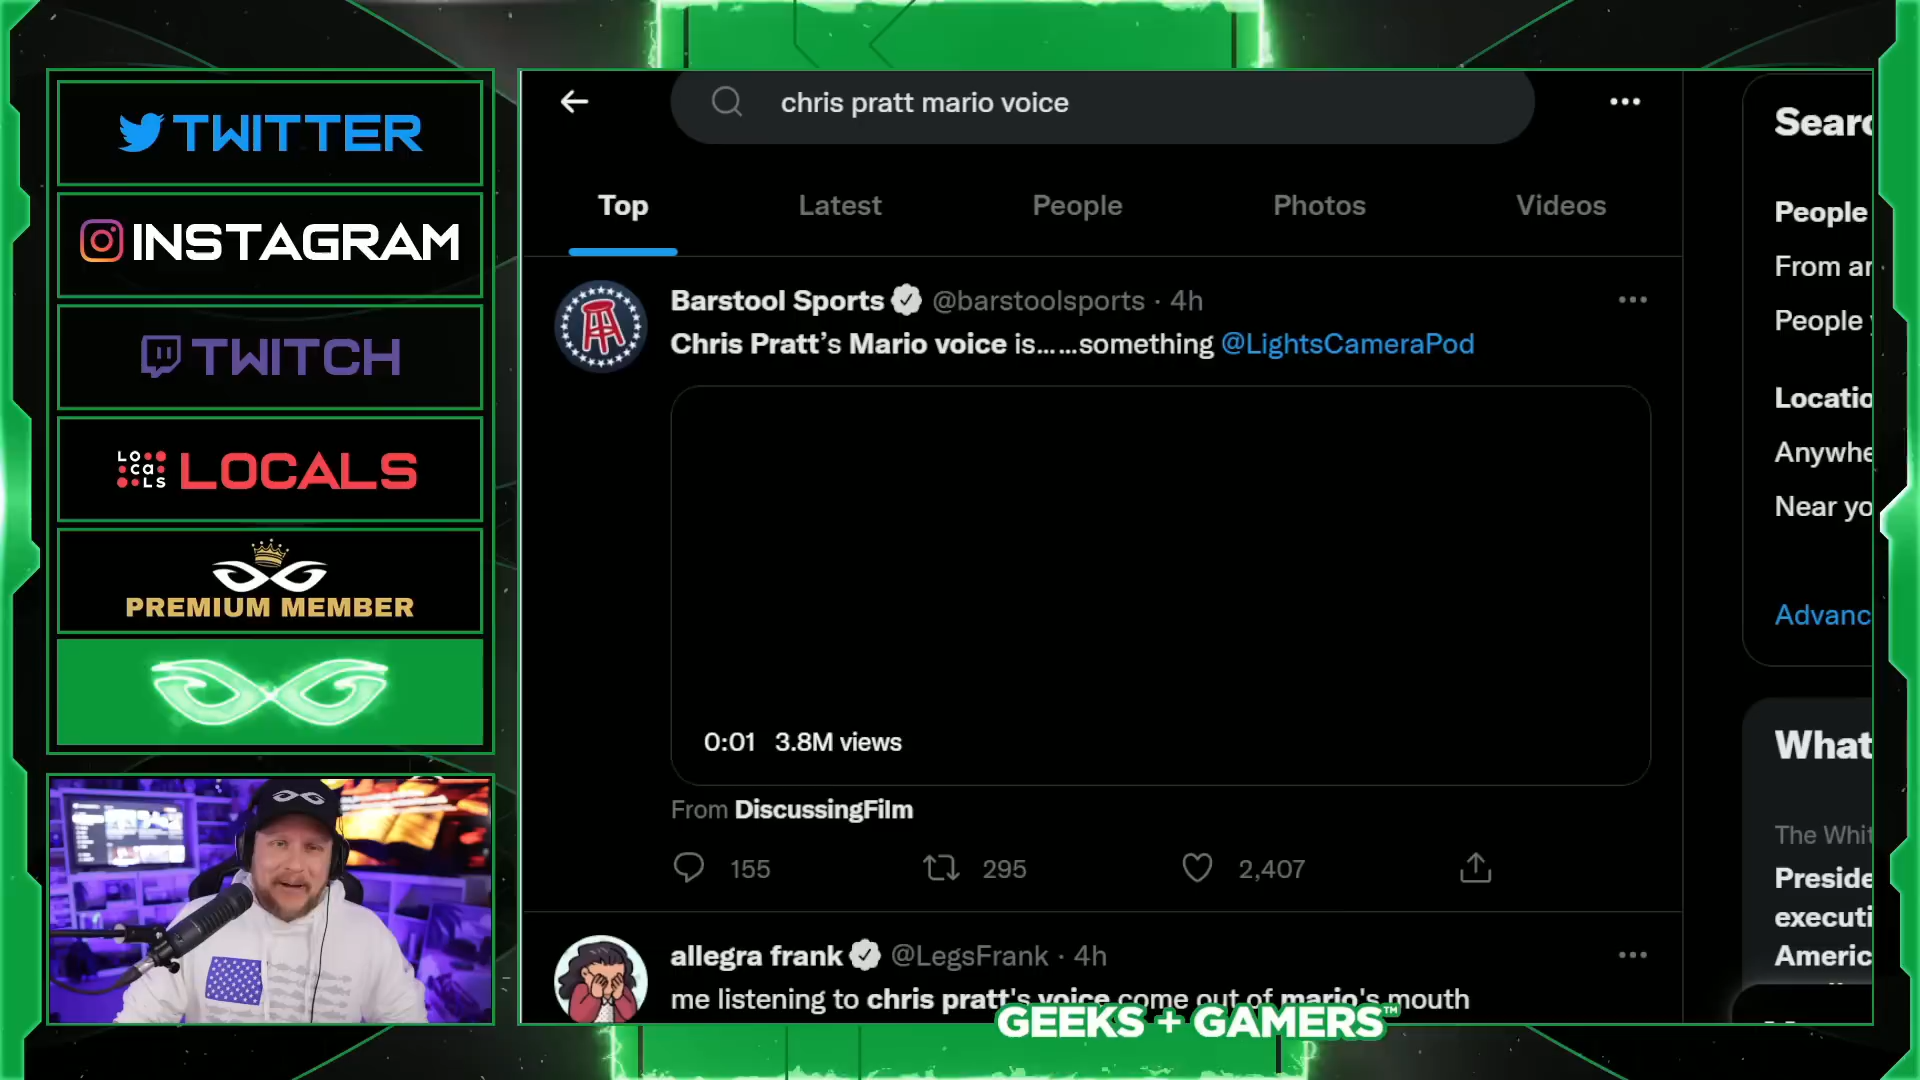 TWITTER
INSTAGRAM
TWITCH
LOCALS
LOCALS
PREMIUM MEMBER
chris pratt mario voice
Top
Latest
People
Photos
Videos
Barstool Sports @barstoolsports · 4h
Chris Pratt’s Mario voice is……something @LightsCameraPod
0:01 3.8M views
From DiscussingFilm
155
295
2,407
allegra frank @LegsFrank · 4h
me listening to chris pratt's voice come out of mario's mouth
Searc
People
From ar
People
Locatio
Anywhe
Near yo
Advanc
What
The Whit
Preside
executi
Americ
GEEKS + GAMERS™